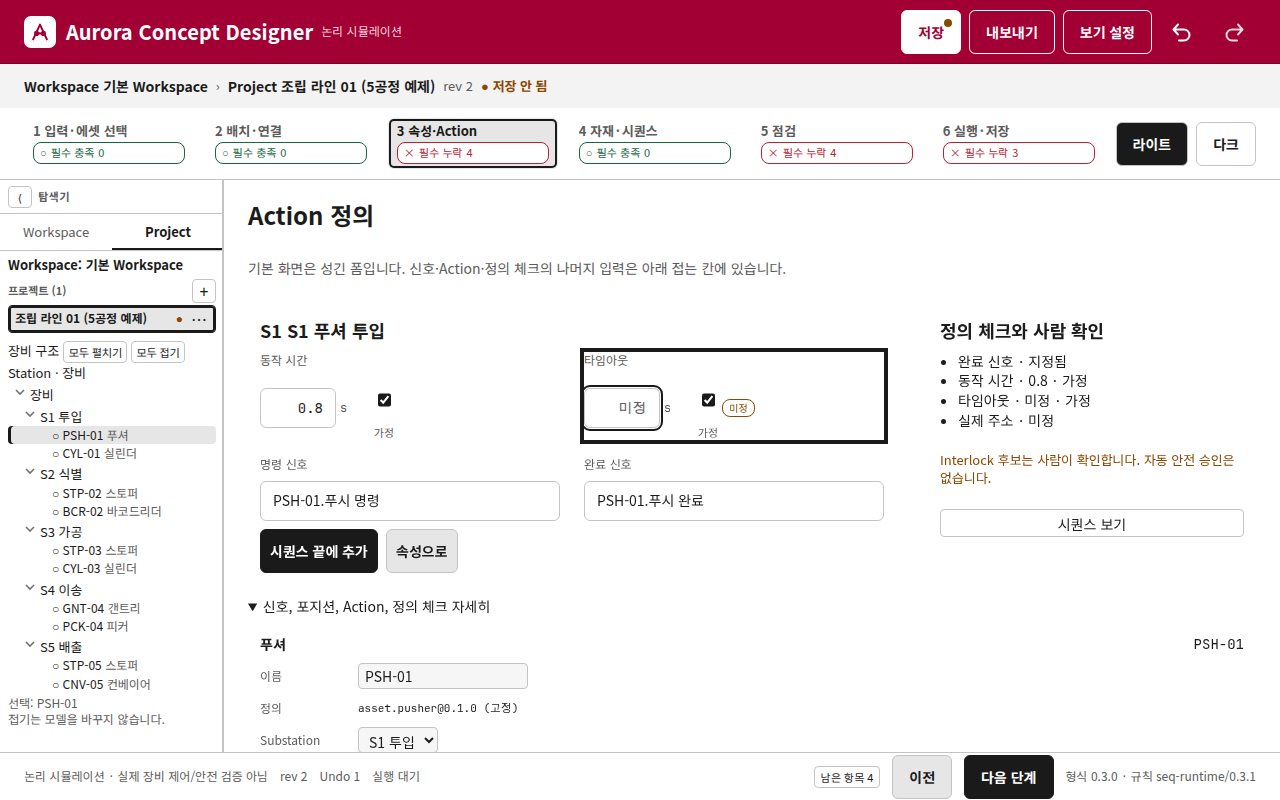 Aurora Concept Designer 논리 시뮬레이션 저장 내보내기 보기 설정
Workspace 기본 Workspace › Project 조립 라인 01 (5공정 예제) rev 2 ● 저장 안 됨
1 입력·에셋 선택
○ 필수 충족 0
2 배치·연결
○ 필수 충족 0
3 속성·Action
× 필수 누락 4
4 자재·시퀀스
○ 필수 충족 0
5 점검
× 필수 누락 4
6 실행·저장
× 필수 누락 3
라이트 다크
⟨ 탐색기
Workspace Project
Workspace: 기본 Workspace
프로젝트 (1) +
조립 라인 01 (5공정 예제) ● ···
장비 구조 모두 펼치기 모두 접기
Station · 장비
장비
S1 투입
○ PSH-01 푸셔
○ CYL-01 실린더
S2 식별
○ STP-02 스토퍼
○ BCR-02 바코드리더
S3 가공
○ STP-03 스토퍼
○ CYL-03 실린더
S4 이송
○ GNT-04 갠트리
○ PCK-04 피커
S5 배출
○ STP-05 스토퍼
○ CNV-05 컨베이어
선택: PSH-01
접기는 모델을 바꾸지 않습니다.
Action 정의
기본 화면은 성긴 폼입니다. 신호·Action·정의 체크의 나머지 입력은 아래 접는 칸에 있습니다.
S1 S1 푸셔 투입
동작 시간
0.8 s
가정
타임아웃
미정 s 미정
가정
명령 신호
PSH-01.푸시 명령
완료 신호
PSH-01.푸시 완료
시퀀스 끝에 추가 속성으로
정의 체크와 사람 확인
• 완료 신호 · 지정됨
• 동작 시간 · 0.8 · 가정
• 타임아웃 · 미정 · 가정
• 실제 주소 · 미정
Interlock 후보는 사람이 확인합니다. 자동 안전 승인은
없습니다.
시퀀스 보기
▼ 신호, 포지션, Action, 정의 체크 자세히
푸셔 PSH-01
이름 PSH-01
정의 asset.pusher@0.1.0 (고정)
Substation S1 투입
논리 시뮬레이션 · 실제 장비 제어/안전 검증 아님 rev 2 Undo 1 실행 대기 남은 항목 4 이전 다음 단계 형식 0.3.0 · 규칙 seq-runtime/0.3.1